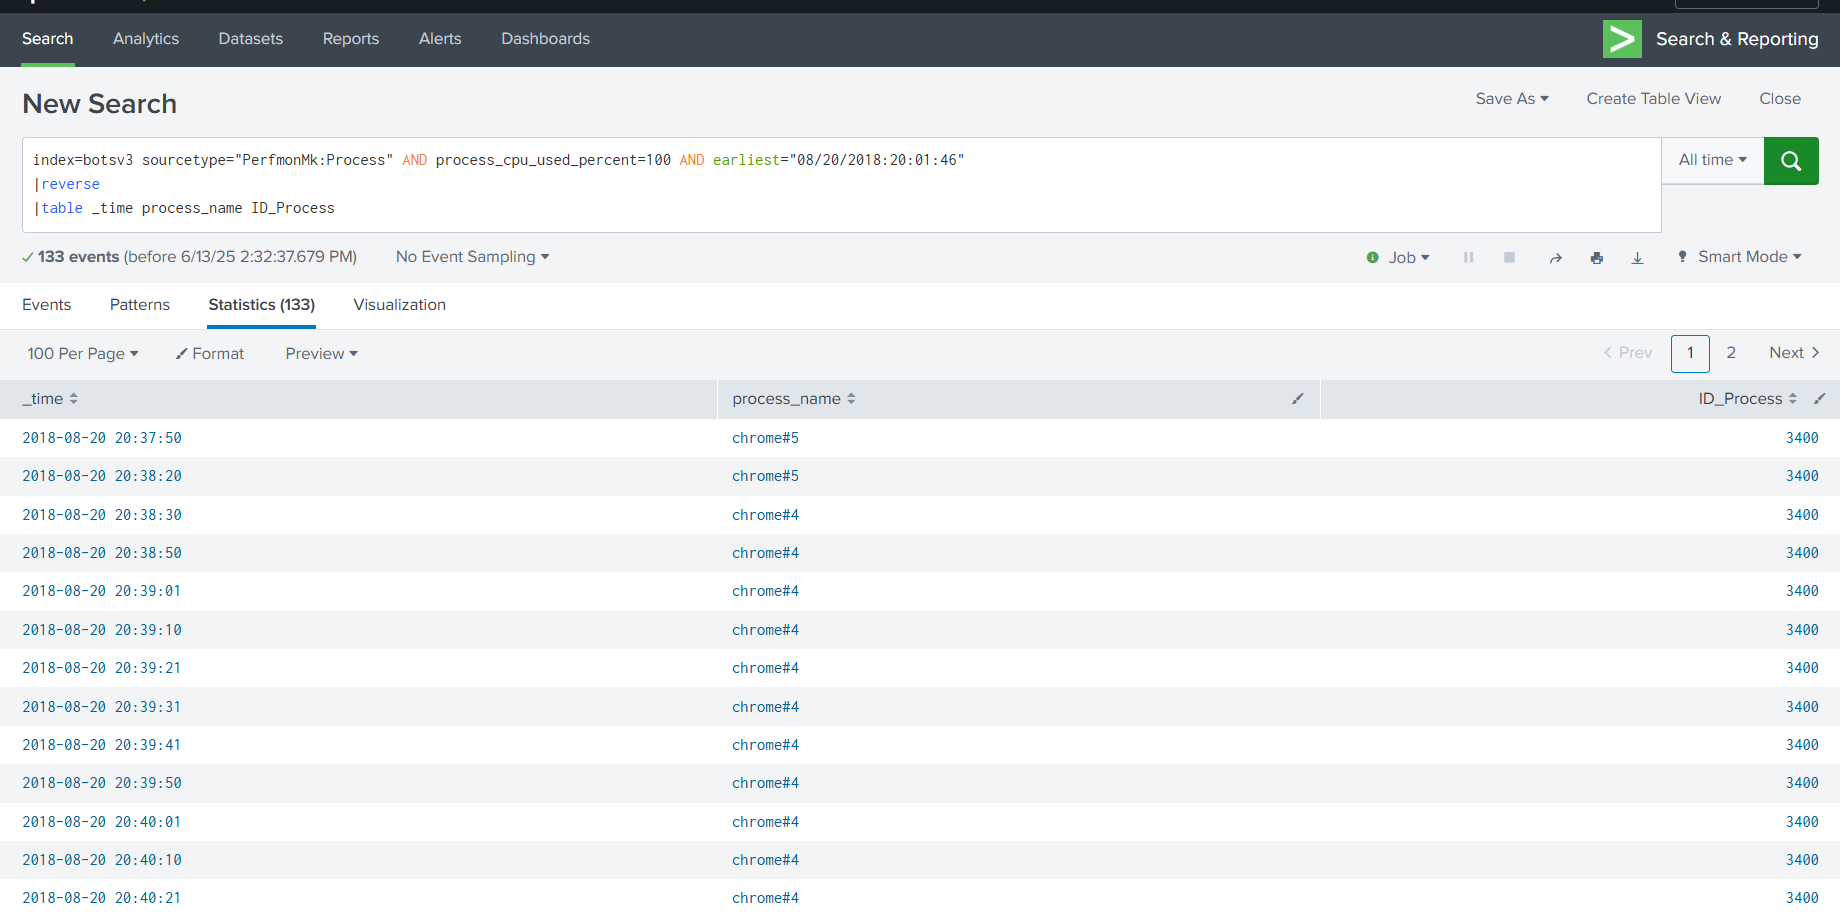 Search Analytics Datasets Reports Alerts Dashboards Search & Reporting
New Search Save As Create Table View Close
index=botsv3 sourcetype="PerfmonMk:Process" AND process_cpu_used_percent=100 AND earliest="08/20/2018:20:01:46" All time
|reverse
|table _time process_name ID_Process
133 events (before 6/13/25 2:32:37.679 PM) No Event Sampling Job Smart Mode
Events Patterns Statistics (133) Visualization
100 Per Page Format Preview Prev 1 2 Next
_time process_name ID_Process
2018-08-20 20:37:50 chrome#5 3400
2018-08-20 20:38:20 chrome#5 3400
2018-08-20 20:38:30 chrome#4 3400
2018-08-20 20:38:50 chrome#4 3400
2018-08-20 20:39:01 chrome#4 3400
2018-08-20 20:39:10 chrome#4 3400
2018-08-20 20:39:21 chrome#4 3400
2018-08-20 20:39:31 chrome#4 3400
2018-08-20 20:39:41 chrome#4 3400
2018-08-20 20:39:50 chrome#4 3400
2018-08-20 20:40:01 chrome#4 3400
2018-08-20 20:40:10 chrome#4 3400
2018-08-20 20:40:21 chrome#4 3400